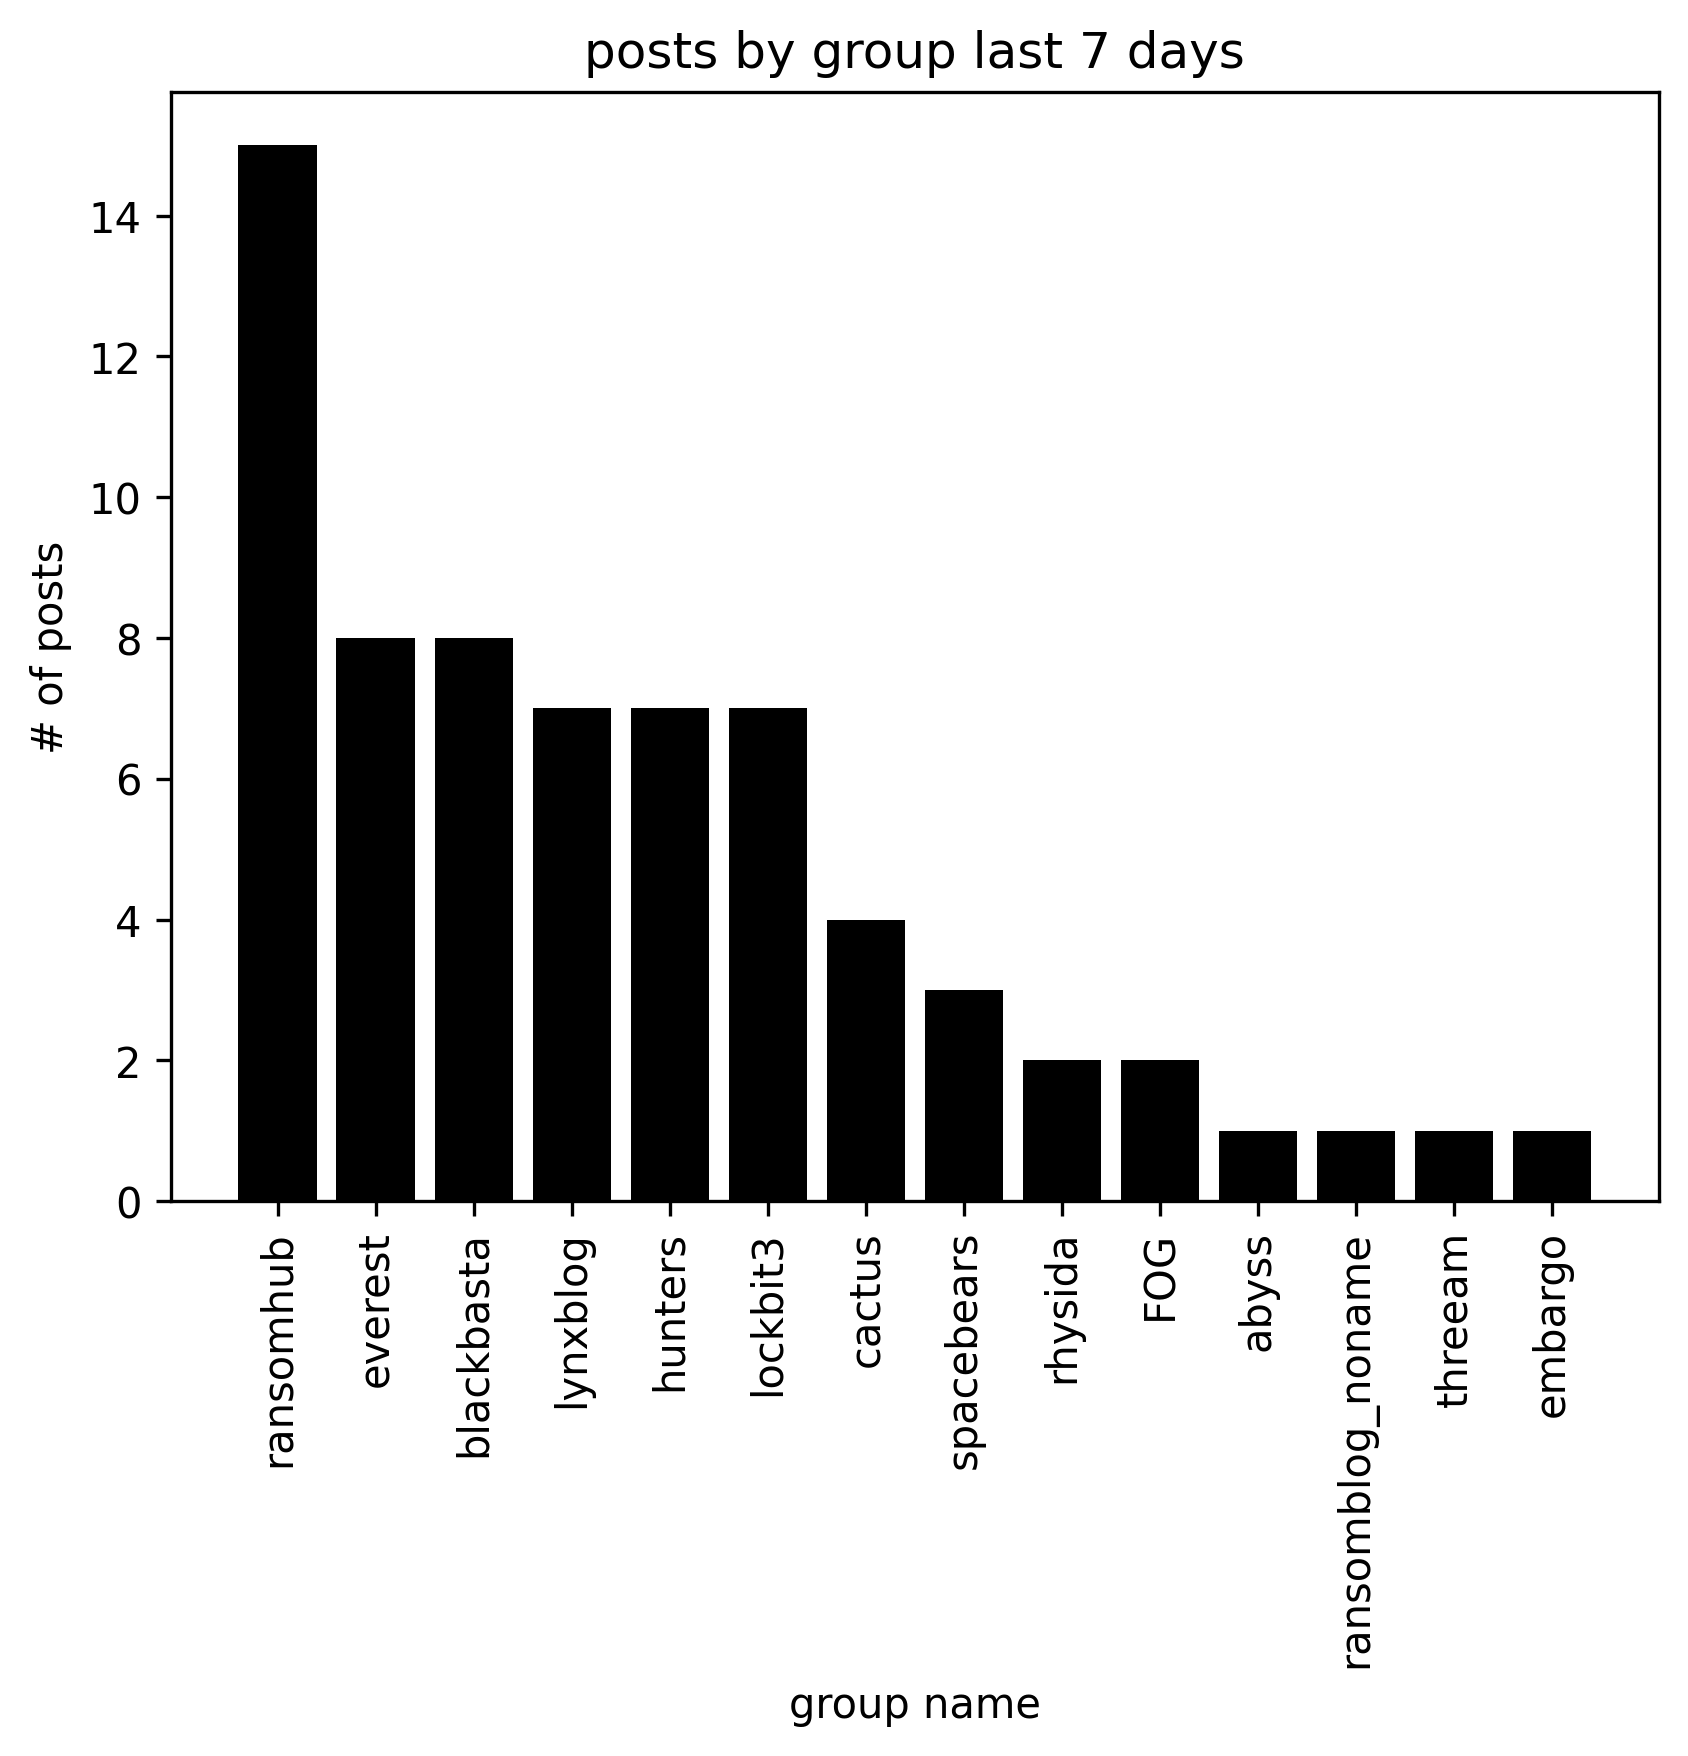 posts by group last 7 days
# of posts
14
12
10
8
6
4
2
0
ransomhub
everest
blackbasta
lynxblog
hunters
lockbit3
cactus
spacebears
rhysida
FOG
abyss
ransomblog_noname
threeam
embargo
group name